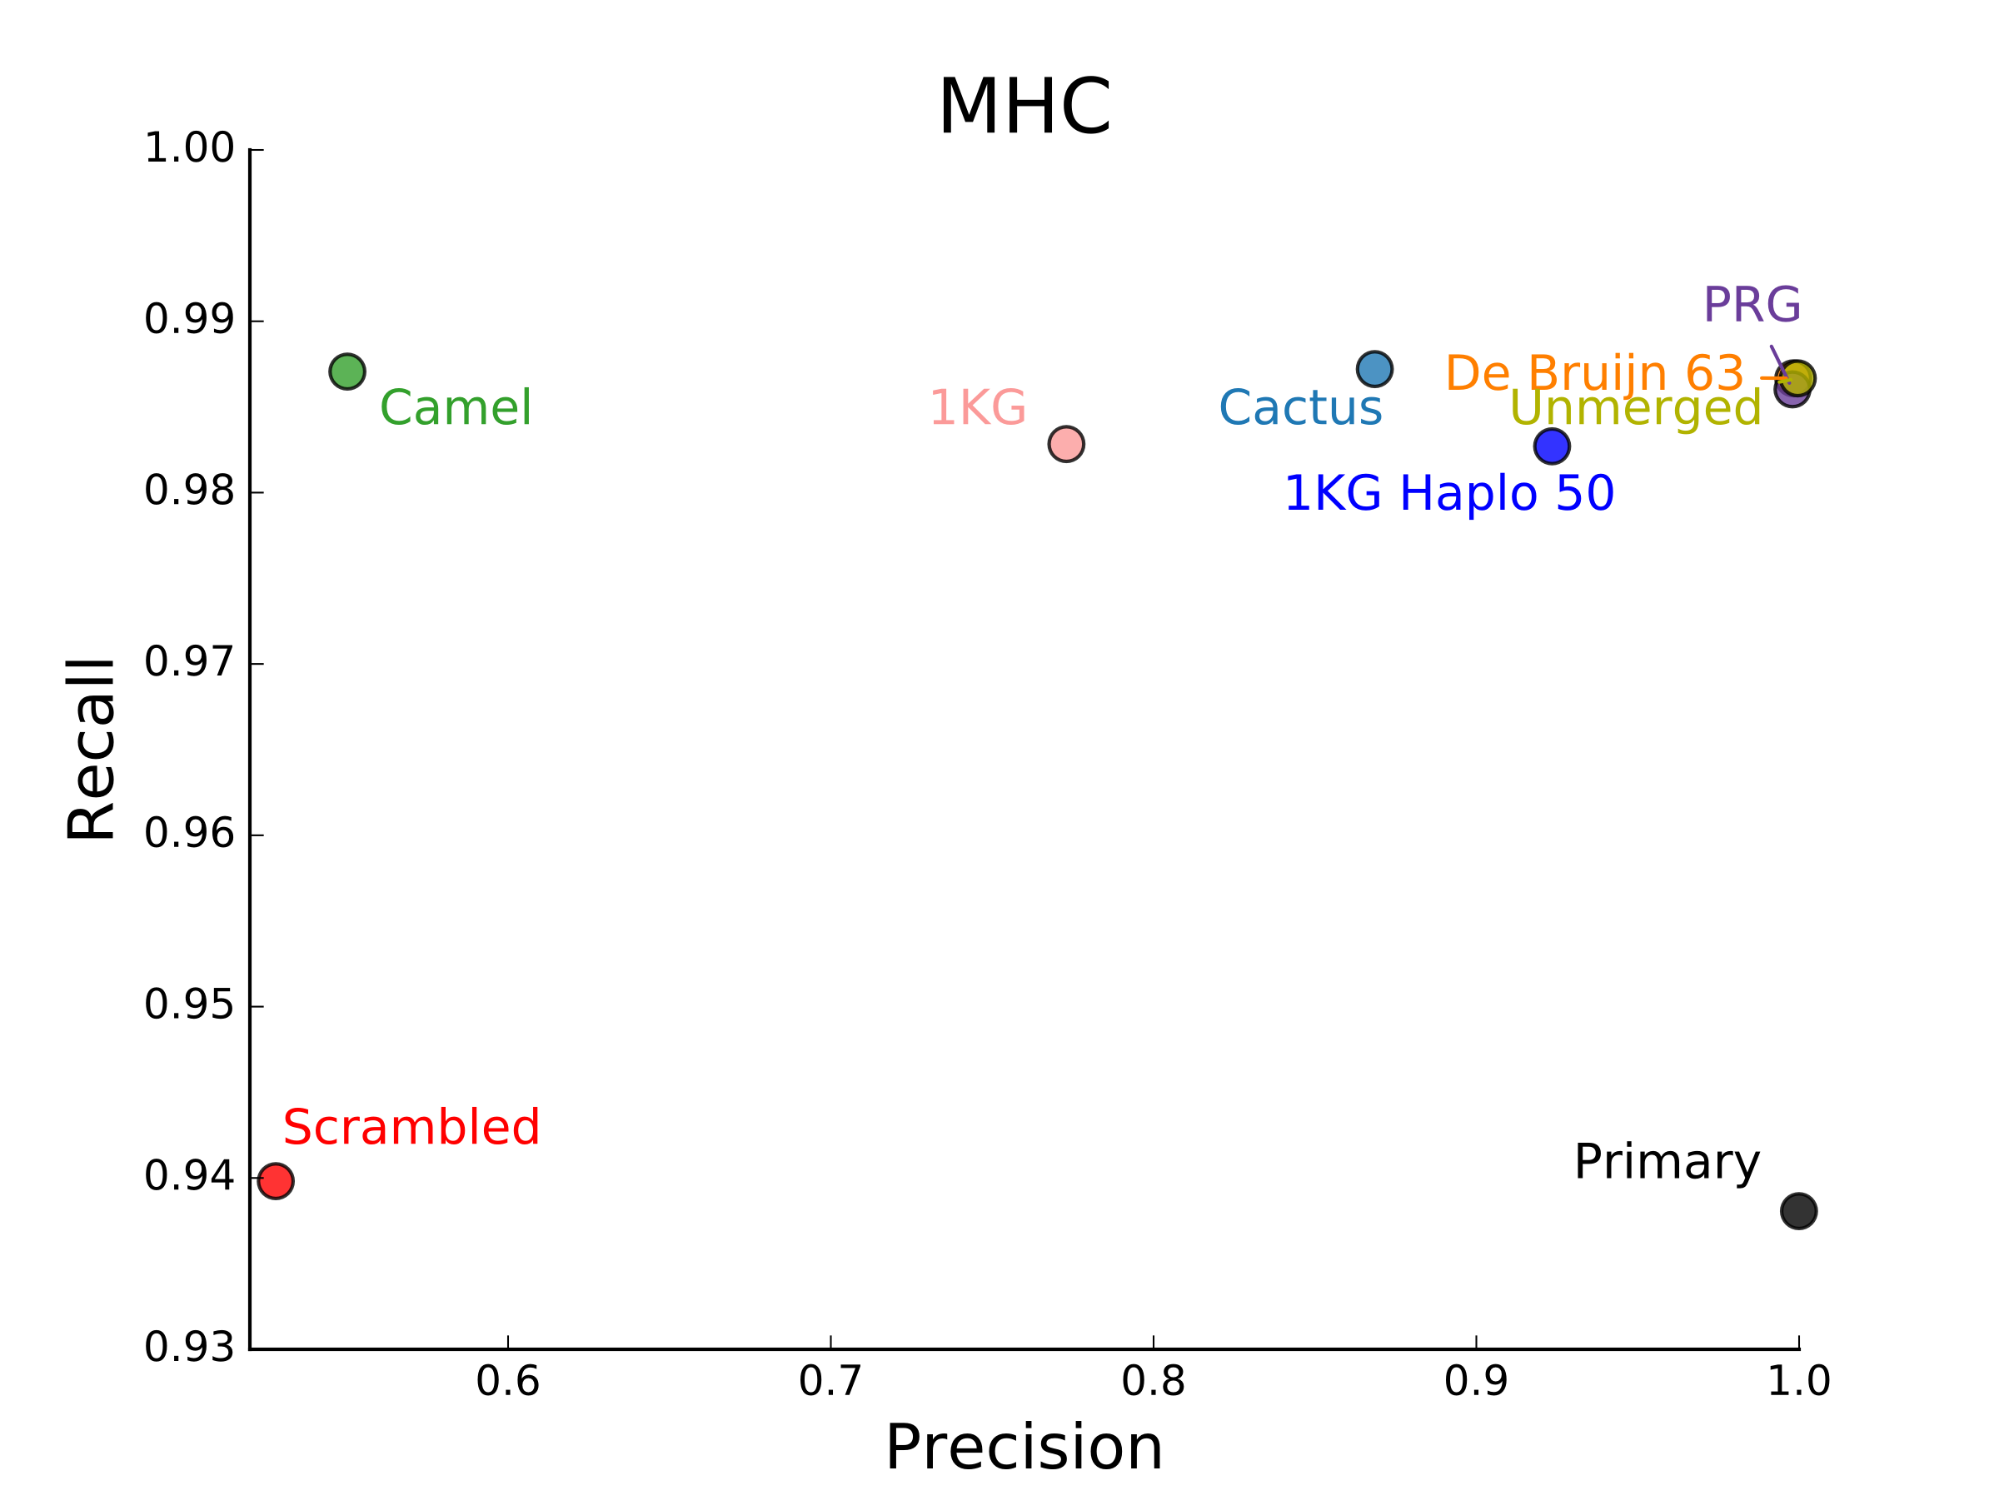 MHC
1.00
0.99
0.98
0.97
0.96
0.95
0.94
0.93
Recall
PRG
De Bruijn 63
Camel
1KG
Cactus
Unmerged
1KG Haplo 50
Scrambled
Primary
0.6
0.7
0.8
0.9
1.0
Precision